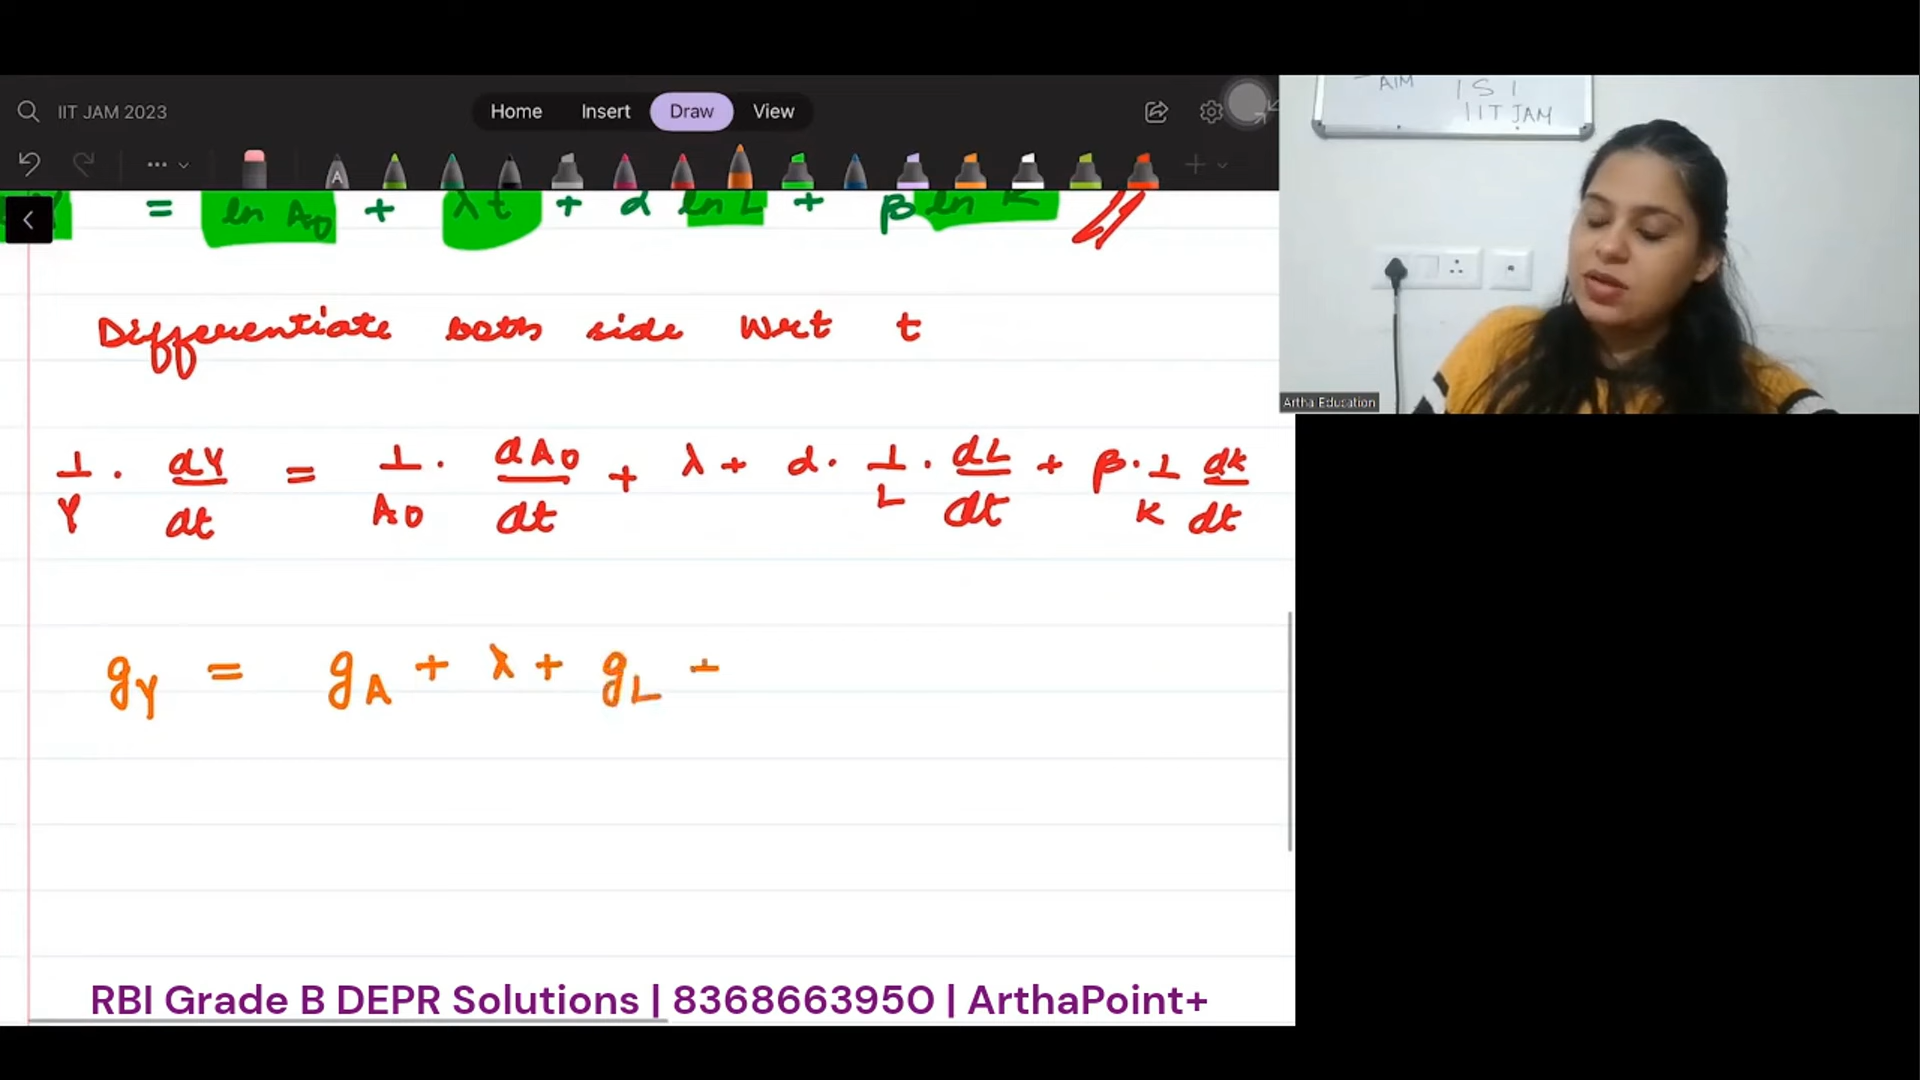 AIM
ISI
IIT JAM
IIT JAM 2023
Home Insert Draw View
A
= ln A0 + λt + α ln L + β ln K
Artha Education
Differentiate both side wrt t
1/Y · dY/dt = 1/A0 · dA0/dt + λ + α · 1/L · dL/dt + β · 1/K dK/dt
gY = gA + λ + gL +
RBI Grade B DEPR Solutions | 8368663950 | ArthaPoint+